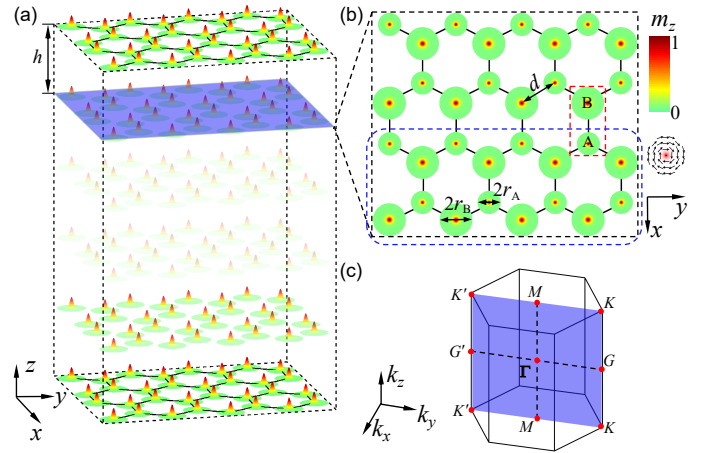 (a)
h
z
y
x
(b)
d
B
A
2r_B
2r_A
m_z
1
0
y
x
(c)
K′
M
K
G′
Γ
G
K′
M
K
k_z
k_y
k_x